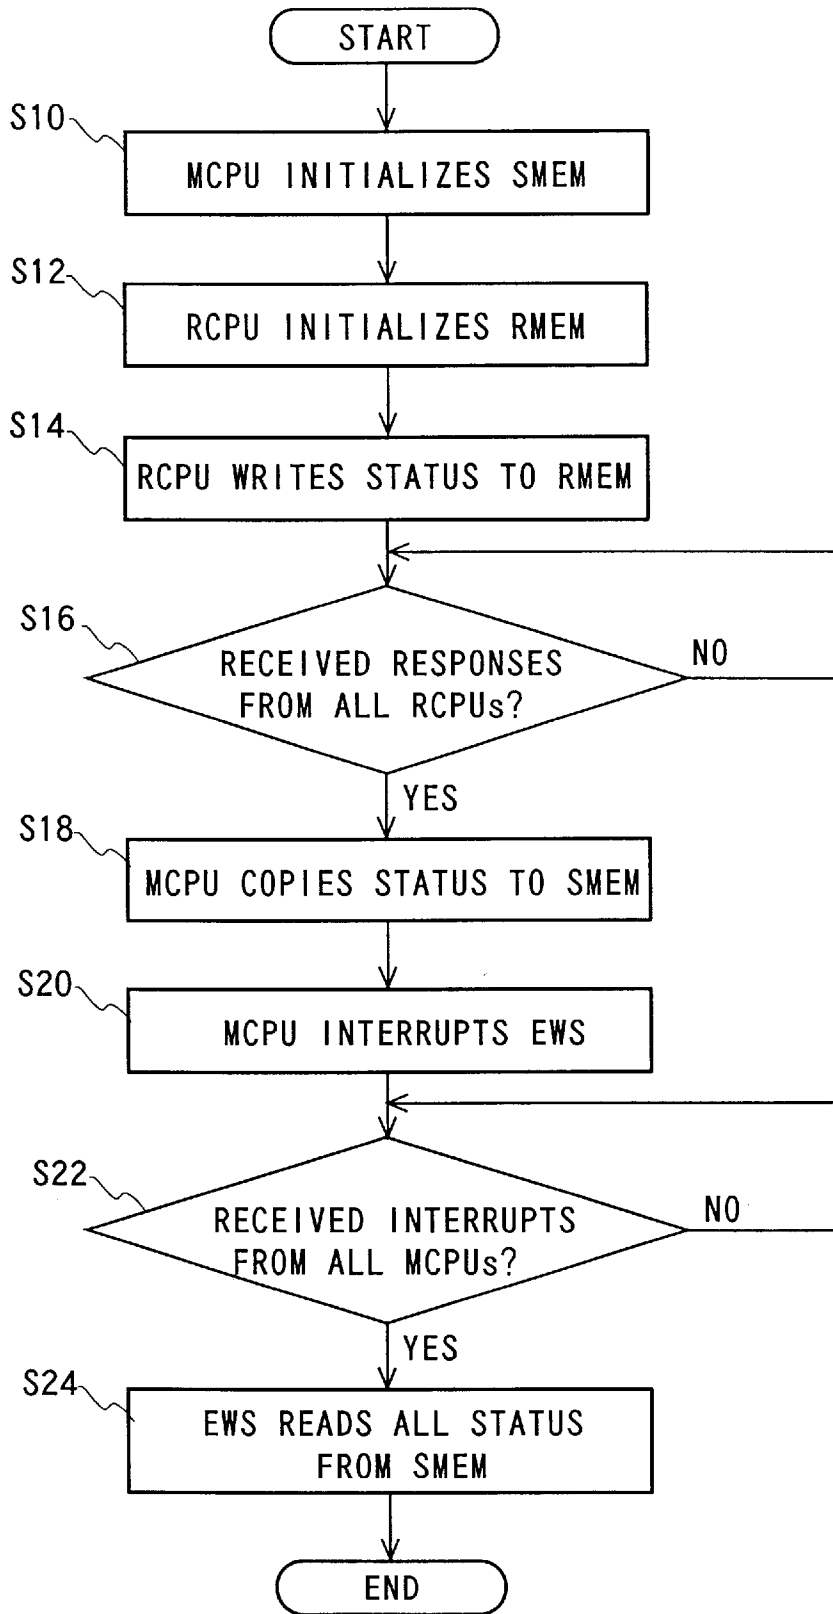 START
S10
MCPU INITIALIZES SMEM
S12
RCPU INITIALIZES RMEM
S14
RCPU WRITES STATUS TO RMEM
S16
RECEIVED RESPONSES
FROM ALL RCPUs?
NO
YES
S18
MCPU COPIES STATUS TO SMEM
S20
MCPU INTERRUPTS EWS
S22
RECEIVED INTERRUPTS
FROM ALL MCPUs?
NO
YES
S24
EWS READS ALL STATUS
FROM SMEM
END